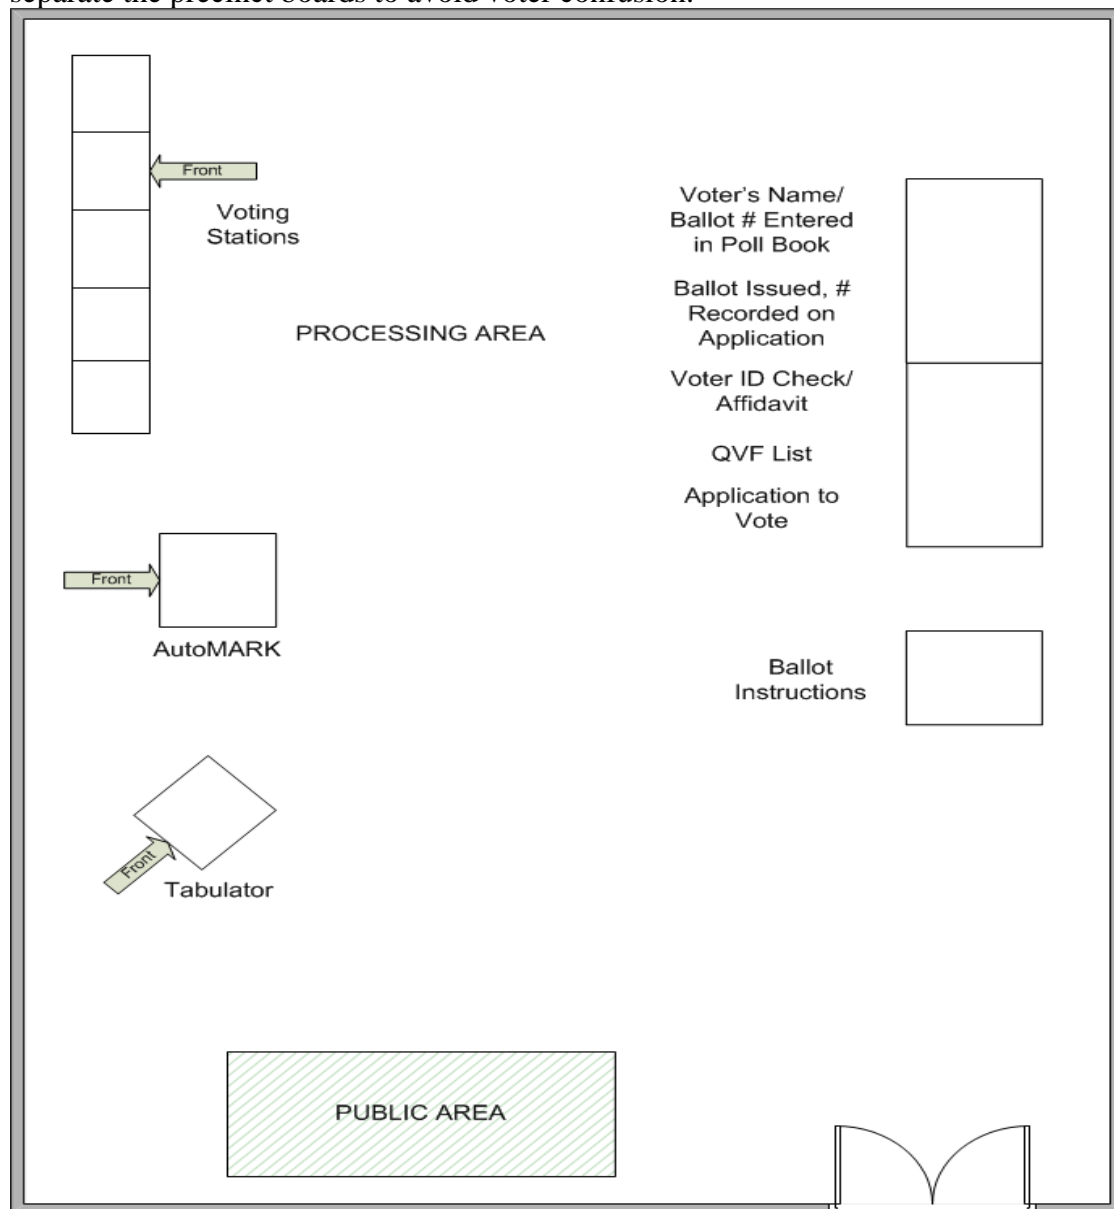 separate the precinct boards to avoid voter confusion.
Front
Voting
Stations
Voter's Name/
Ballot # Entered
in Poll Book
Ballot Issued, #
Recorded on
Application
PROCESSING AREA
Voter ID Check/
Affidavit
QVF List
Application to
Vote
Front
AutoMARK
Ballot
Instructions
Front
Tabulator
PUBLIC AREA